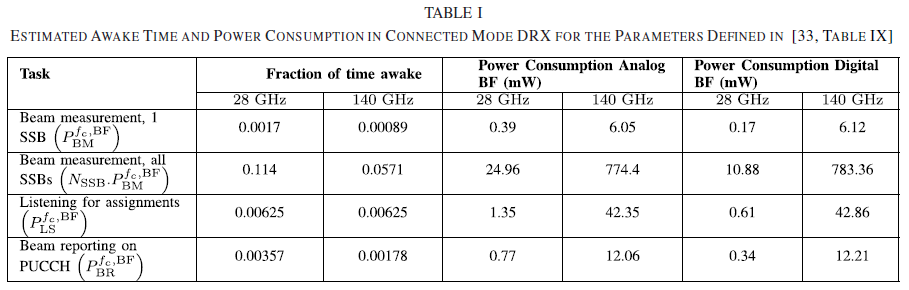 TABLE I
ESTIMATED AWAKE TIME AND POWER CONSUMPTION IN CONNECTED MODE DRX FOR THE PARAMETERS DEFINED IN [33, TABLE IX]
Task Fraction of time awake Power Consumption Analog BF (mW) Power Consumption Digital BF (mW)
28 GHz 140 GHz 28 GHz 140 GHz 28 GHz 140 GHz
Beam measurement, 1
SSB (P_BM^{f_c,BF}) 0.0017 0.00089 0.39 6.05 0.17 6.12
Beam measurement, all
SSBs (N_SSB.P_BM^{f_c,BF}) 0.114 0.0571 24.96 774.4 10.88 783.36
Listening for assignments
(P_LS^{f_c,BF}) 0.00625 0.00625 1.35 42.35 0.61 42.86
Beam reporting on
PUCCH (P_BR^{f_c,BF}) 0.00357 0.00178 0.77 12.06 0.34 12.21